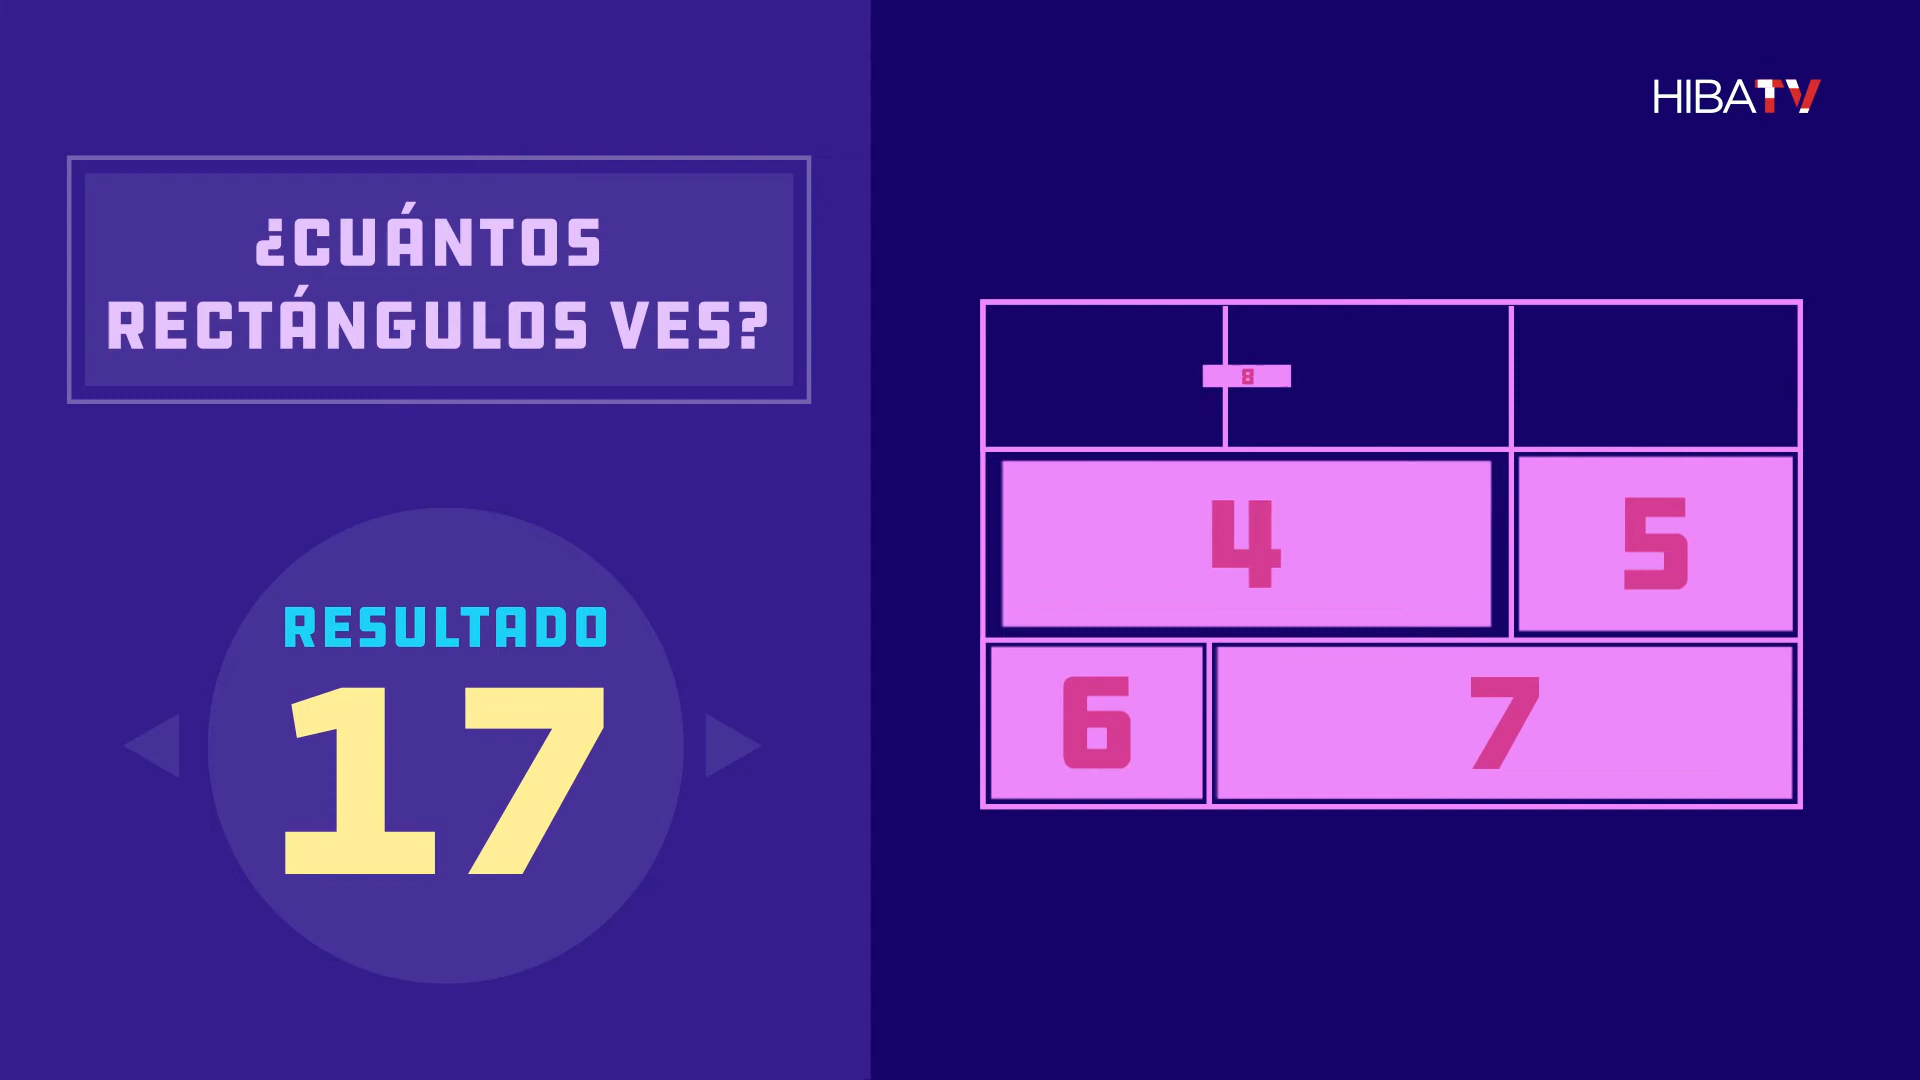 HIBATV
¿CUÁNTOS
RECTÁNGULOS VES?
RESULTADO
17
8
4
5
6
7